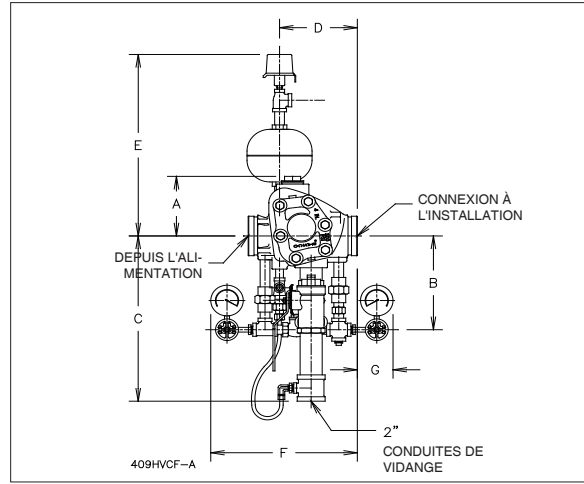 D
E
A
CONNEXION À
L'INSTALLATION
DEPUIS L'ALI-
MENTATION
B
C
G
F
2"
CONDUITES DE
VIDANGE
409HVCF-A